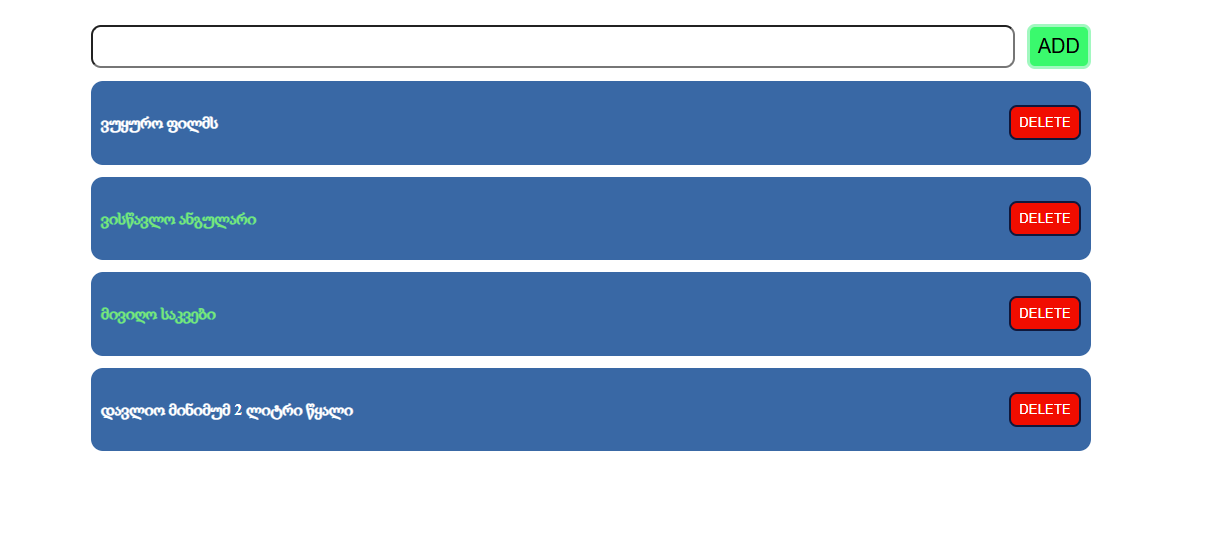 ADD
ვუყურო ფილმს
DELETE
ვისწავლო ანგულარი
DELETE
მივიღო საკვები
DELETE
დავლიო მინიმუმ 2 ლიტრი წყალი
DELETE